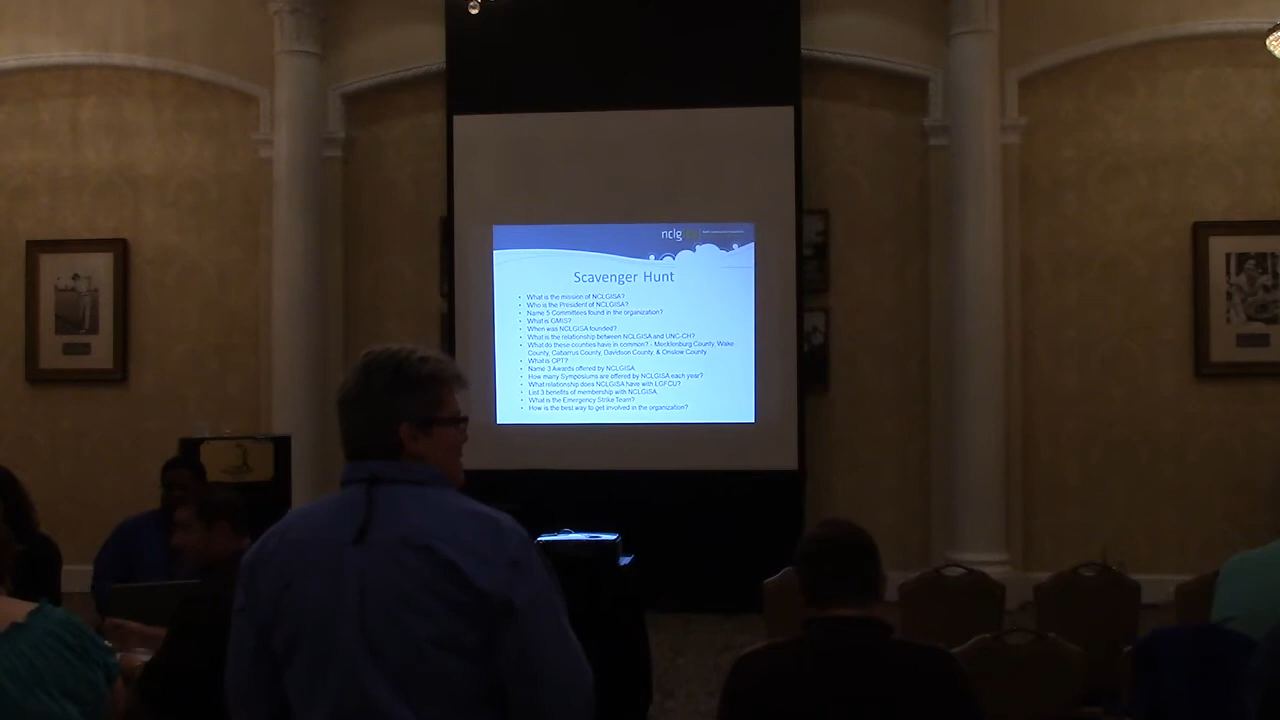 nclg
Scavenger Hunt
• What is the mission of NCLGISA?
• Who is the President of NCLGISA?
• Name 5 Committees found in the organization?
• What is GMIS?
• When was NCLGISA founded?
• What is the relationship between NCLGISA and UNC-CH?
• What do these counties have in common? - Mecklenburg County, Wake
County, Cabarrus County, Davidson County, & Onslow County
• What is CPT?
• Name 3 Awards offered by NCLGISA.
• How many Symposiums are offered by NCLGISA each year?
• What relationship does NCLGISA have with LGFCU?
• List 3 benefits of membership with NCLGISA.
• What is the Emergency Strike Team?
• How is the best way to get involved in the organization?